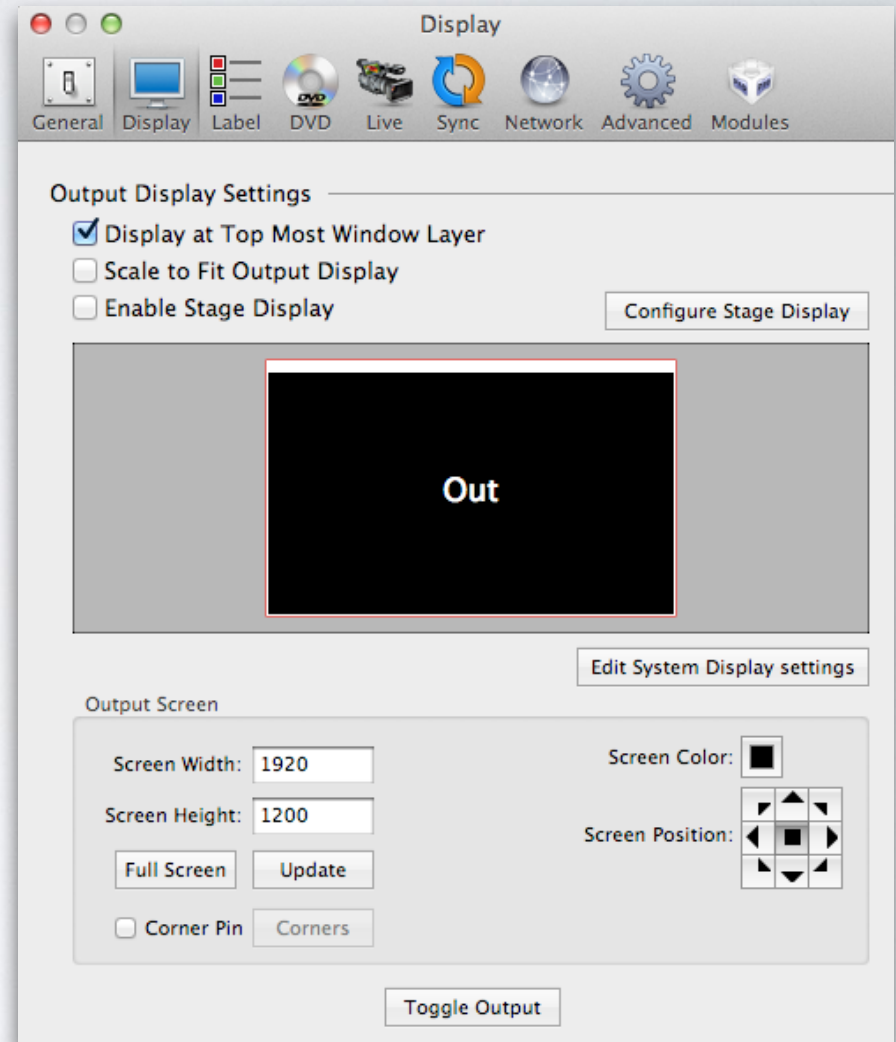 Display
General Display Label DVD Live Sync Network Advanced Modules
Output Display Settings
Display at Top Most Window Layer
Scale to Fit Output Display
Enable Stage Display
Configure Stage Display
Out
Edit System Display settings
Output Screen
Screen Width: 1920
Screen Color:
Screen Height: 1200
Screen Position:
Full Screen Update
Corner Pin Corners
Toggle Output